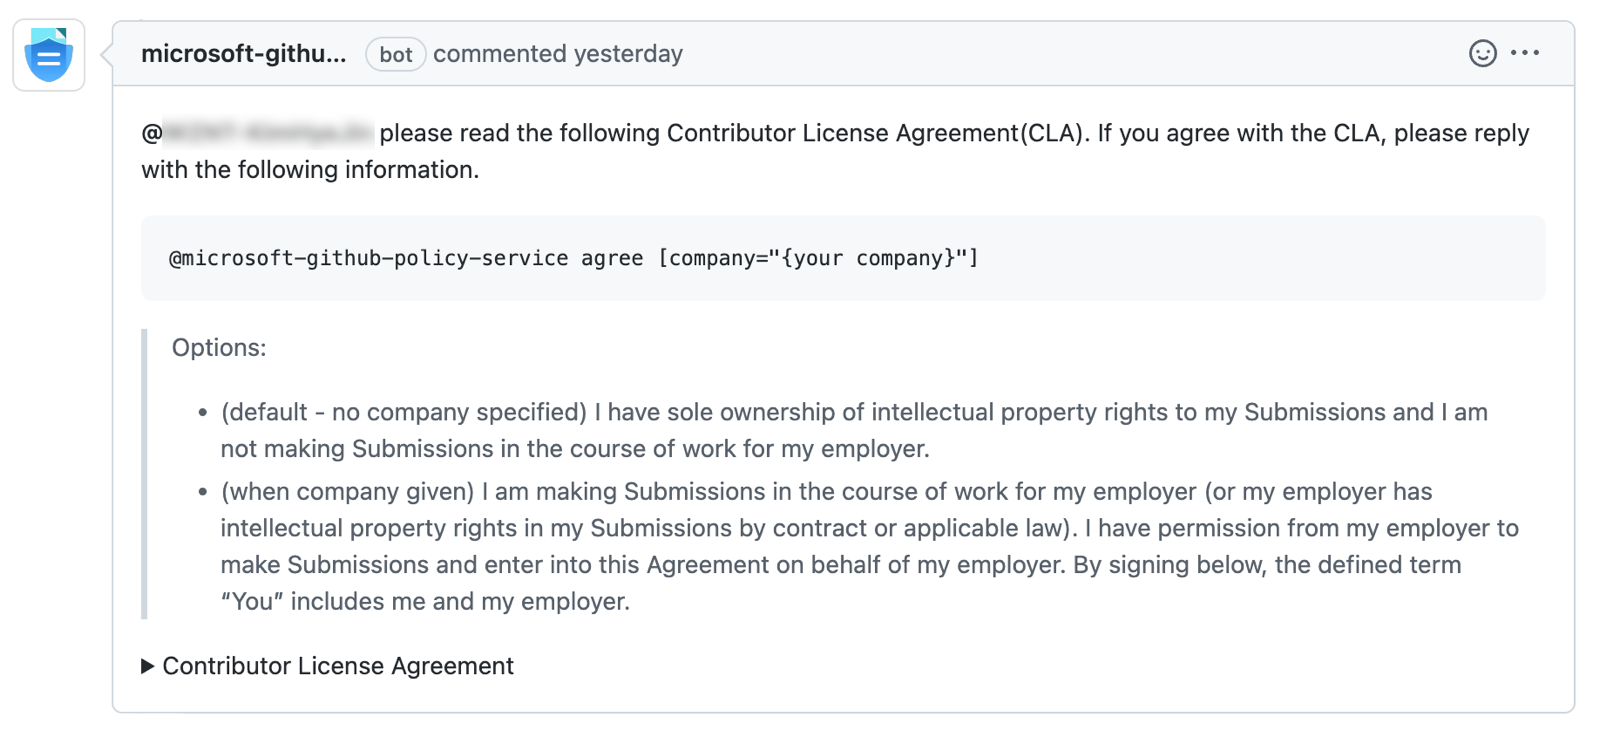 microsoft-githu... bot commented yesterday
@ please read the following Contributor License Agreement(CLA). If you agree with the CLA, please reply
with the following information.
@microsoft-github-policy-service agree [company="{your company}"]
Options:
• (default - no company specified) I have sole ownership of intellectual property rights to my Submissions and I am
not making Submissions in the course of work for my employer.
• (when company given) I am making Submissions in the course of work for my employer (or my employer has
intellectual property rights in my Submissions by contract or applicable law). I have permission from my employer to
make Submissions and enter into this Agreement on behalf of my employer. By signing below, the defined term
“You” includes me and my employer.
▶ Contributor License Agreement